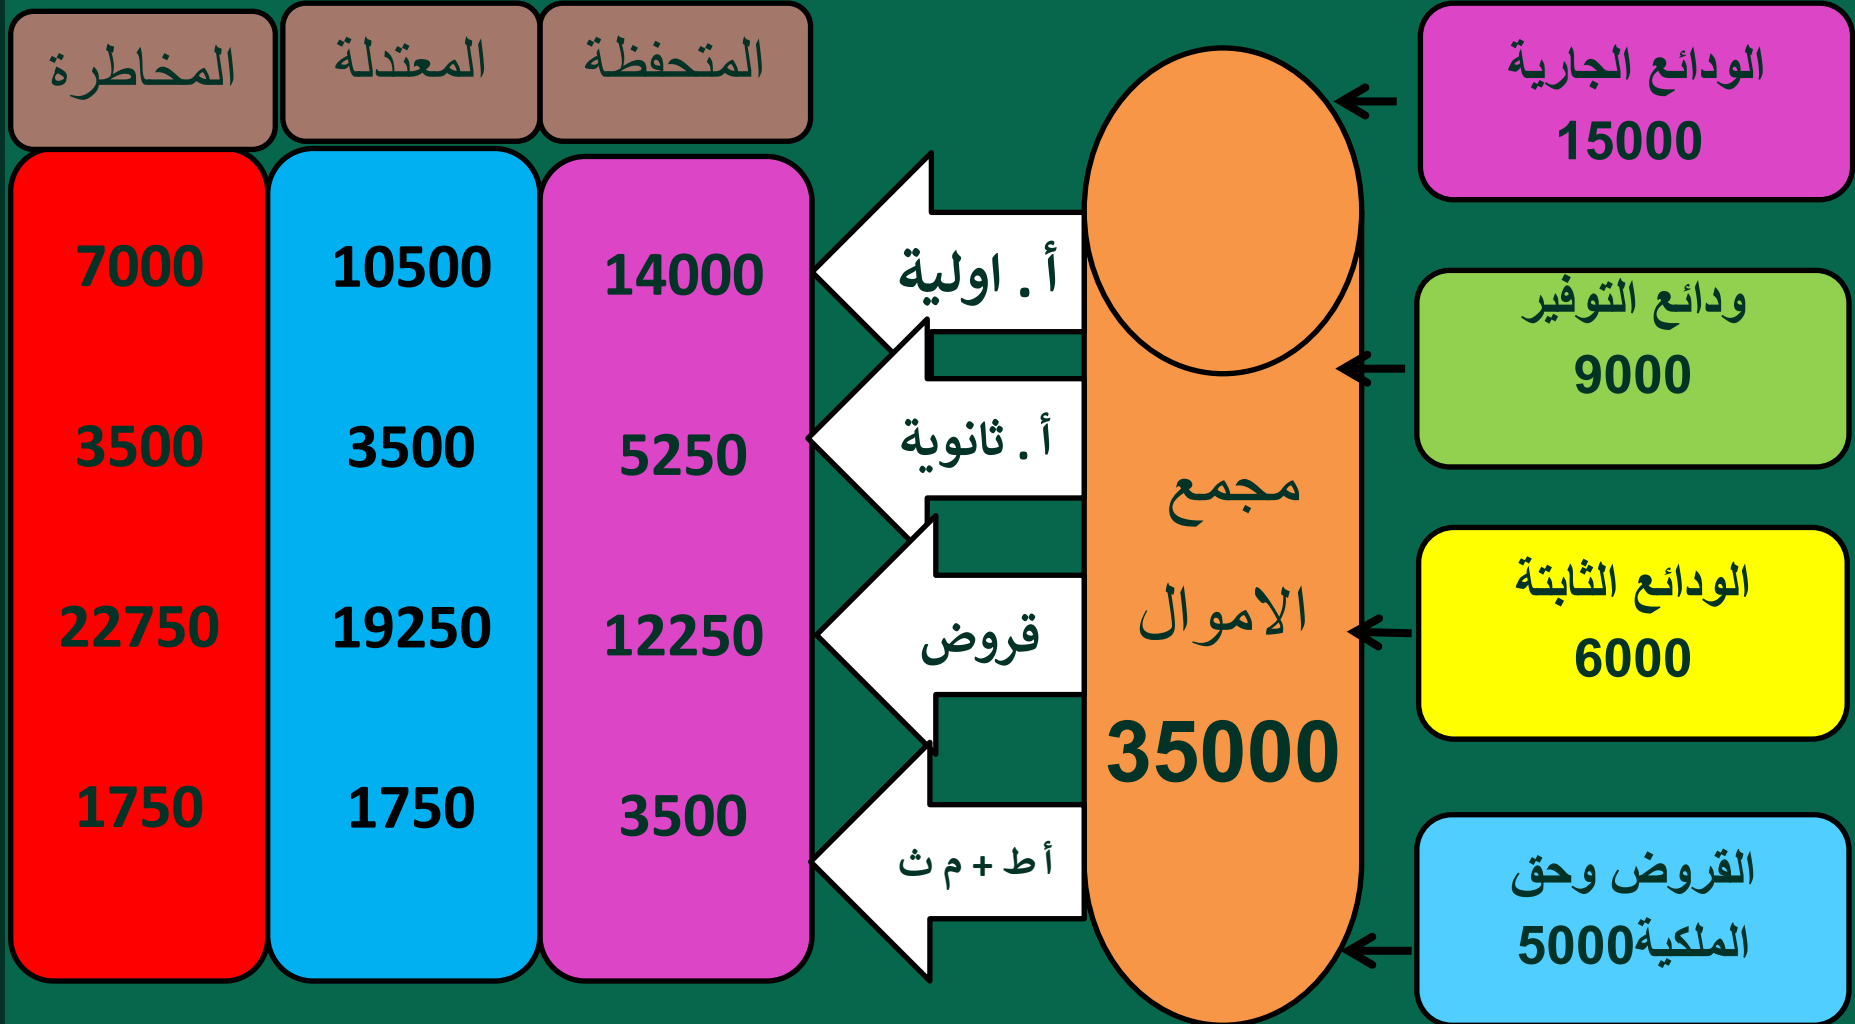 الودائع الجارية
15000
ودائع التوفير
9000
الودائع الثابتة
6000
القروض وحق
الملكية5000
مجمع
الاموال
35000
أ . اولية
أ . ثانوية
قروض
أ ط + م ث
المتحفظة
14000
5250
12250
3500
المعتدلة
10500
3500
19250
1750
المخاطرة
7000
3500
22750
1750